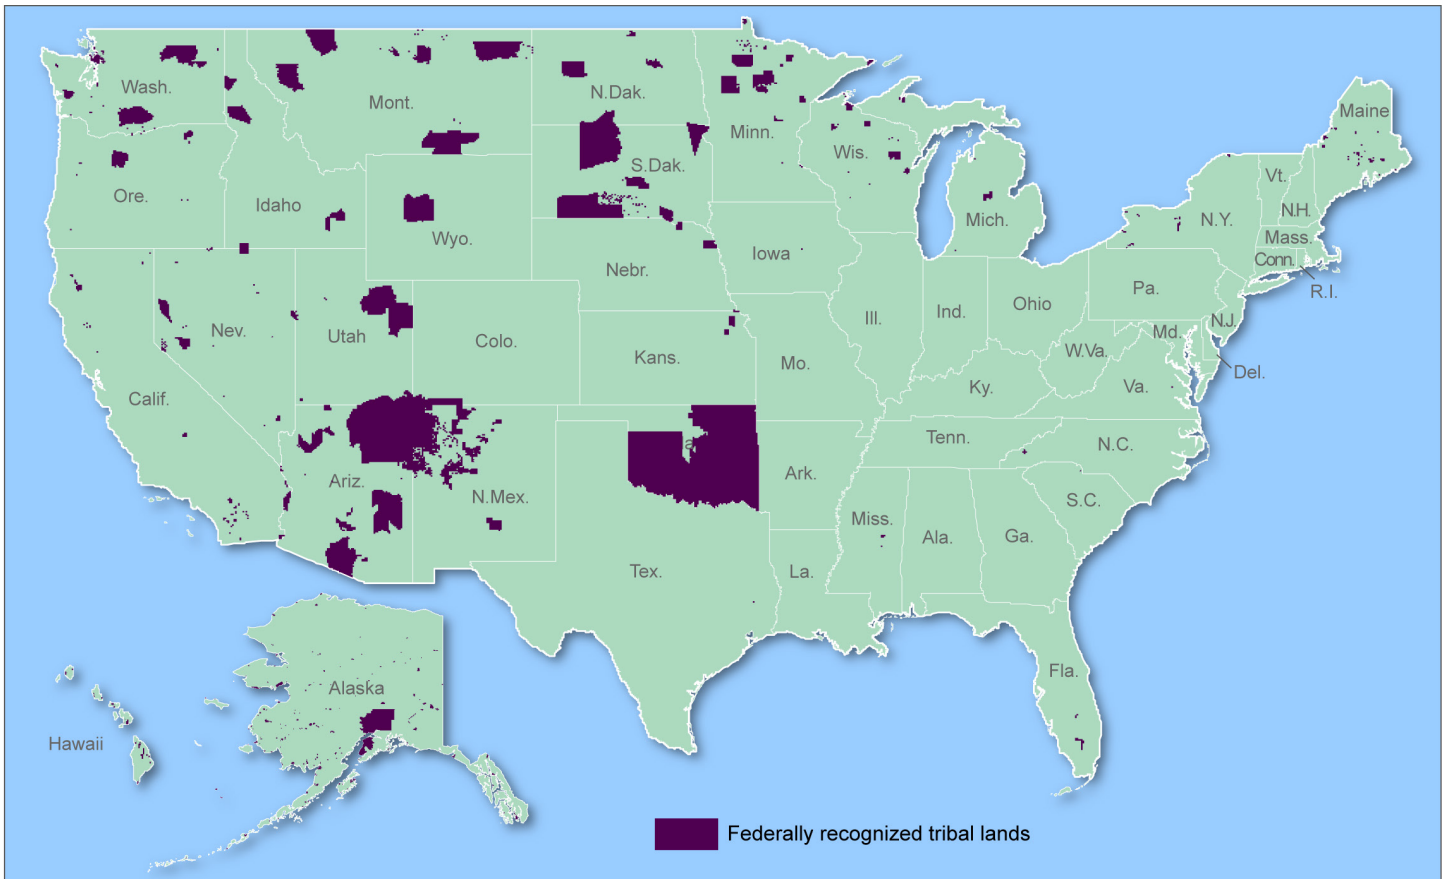 Wash.
Mont.
N.Dak.
Minn.
Maine
Ore.
Idaho
Wyo.
S.Dak.
Wis.
Mich.
N.Y.
Vt.
N.H.
Mass.
Conn.
R.I.
Nebr.
Iowa
Pa.
N.J.
Nev.
Utah
Colo.
Kans.
Mo.
Ill.
Ind.
Ohio
W.Va.
Md.
Del.
Va.
Ky.
Calif.
Ariz.
N.Mex.
Ark.
Tenn.
N.C.
S.C.
Miss.
Ala.
Ga.
Tex.
La.
Fla.
Alaska
Hawaii
Federally recognized tribal lands